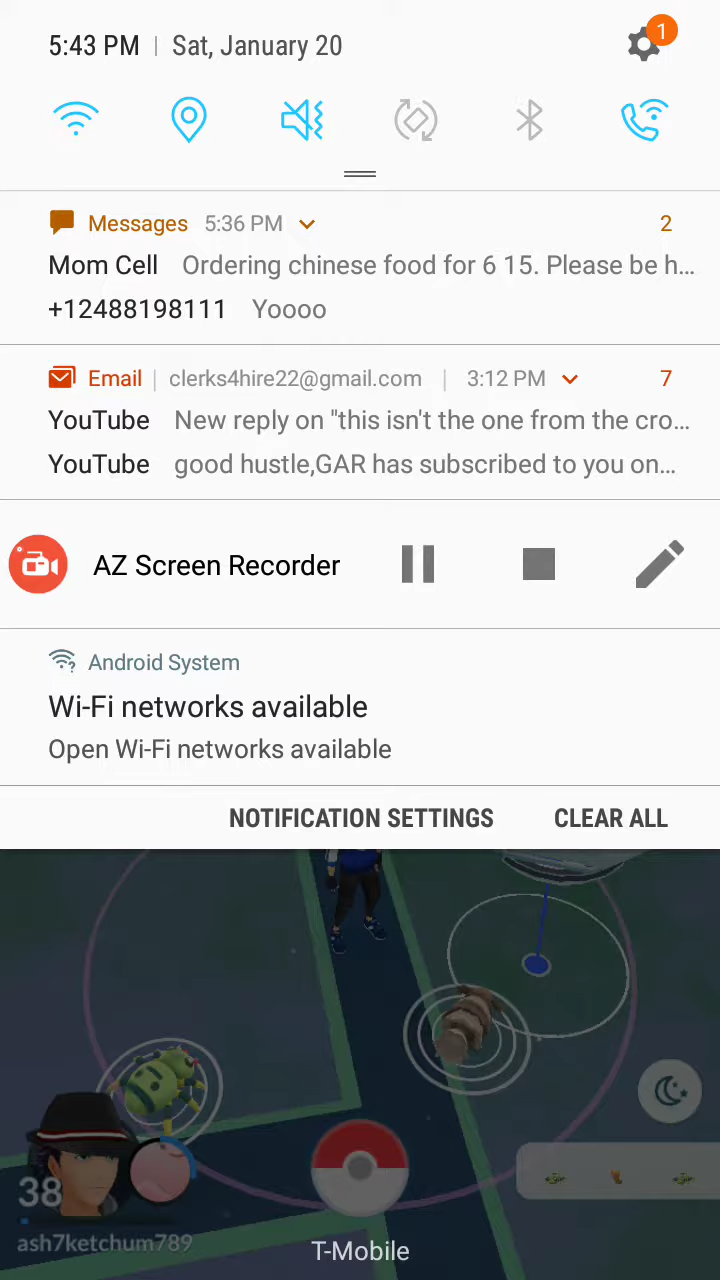 5:43 PM | Sat, January 20
1
Messages 5:36 PM 2
Mom Cell Ordering chinese food for 6 15. Please be h...
+12488198111 Yoooo
Email | clerks4hire22@gmail.com | 3:12 PM 7
YouTube New reply on "this isn't the one from the cro...
YouTube good hustle,GAR has subscribed to you on...
AZ Screen Recorder
Android System
Wi-Fi networks available
Open Wi-Fi networks available
NOTIFICATION SETTINGS CLEAR ALL
38
ash7ketchum789
T-Mobile